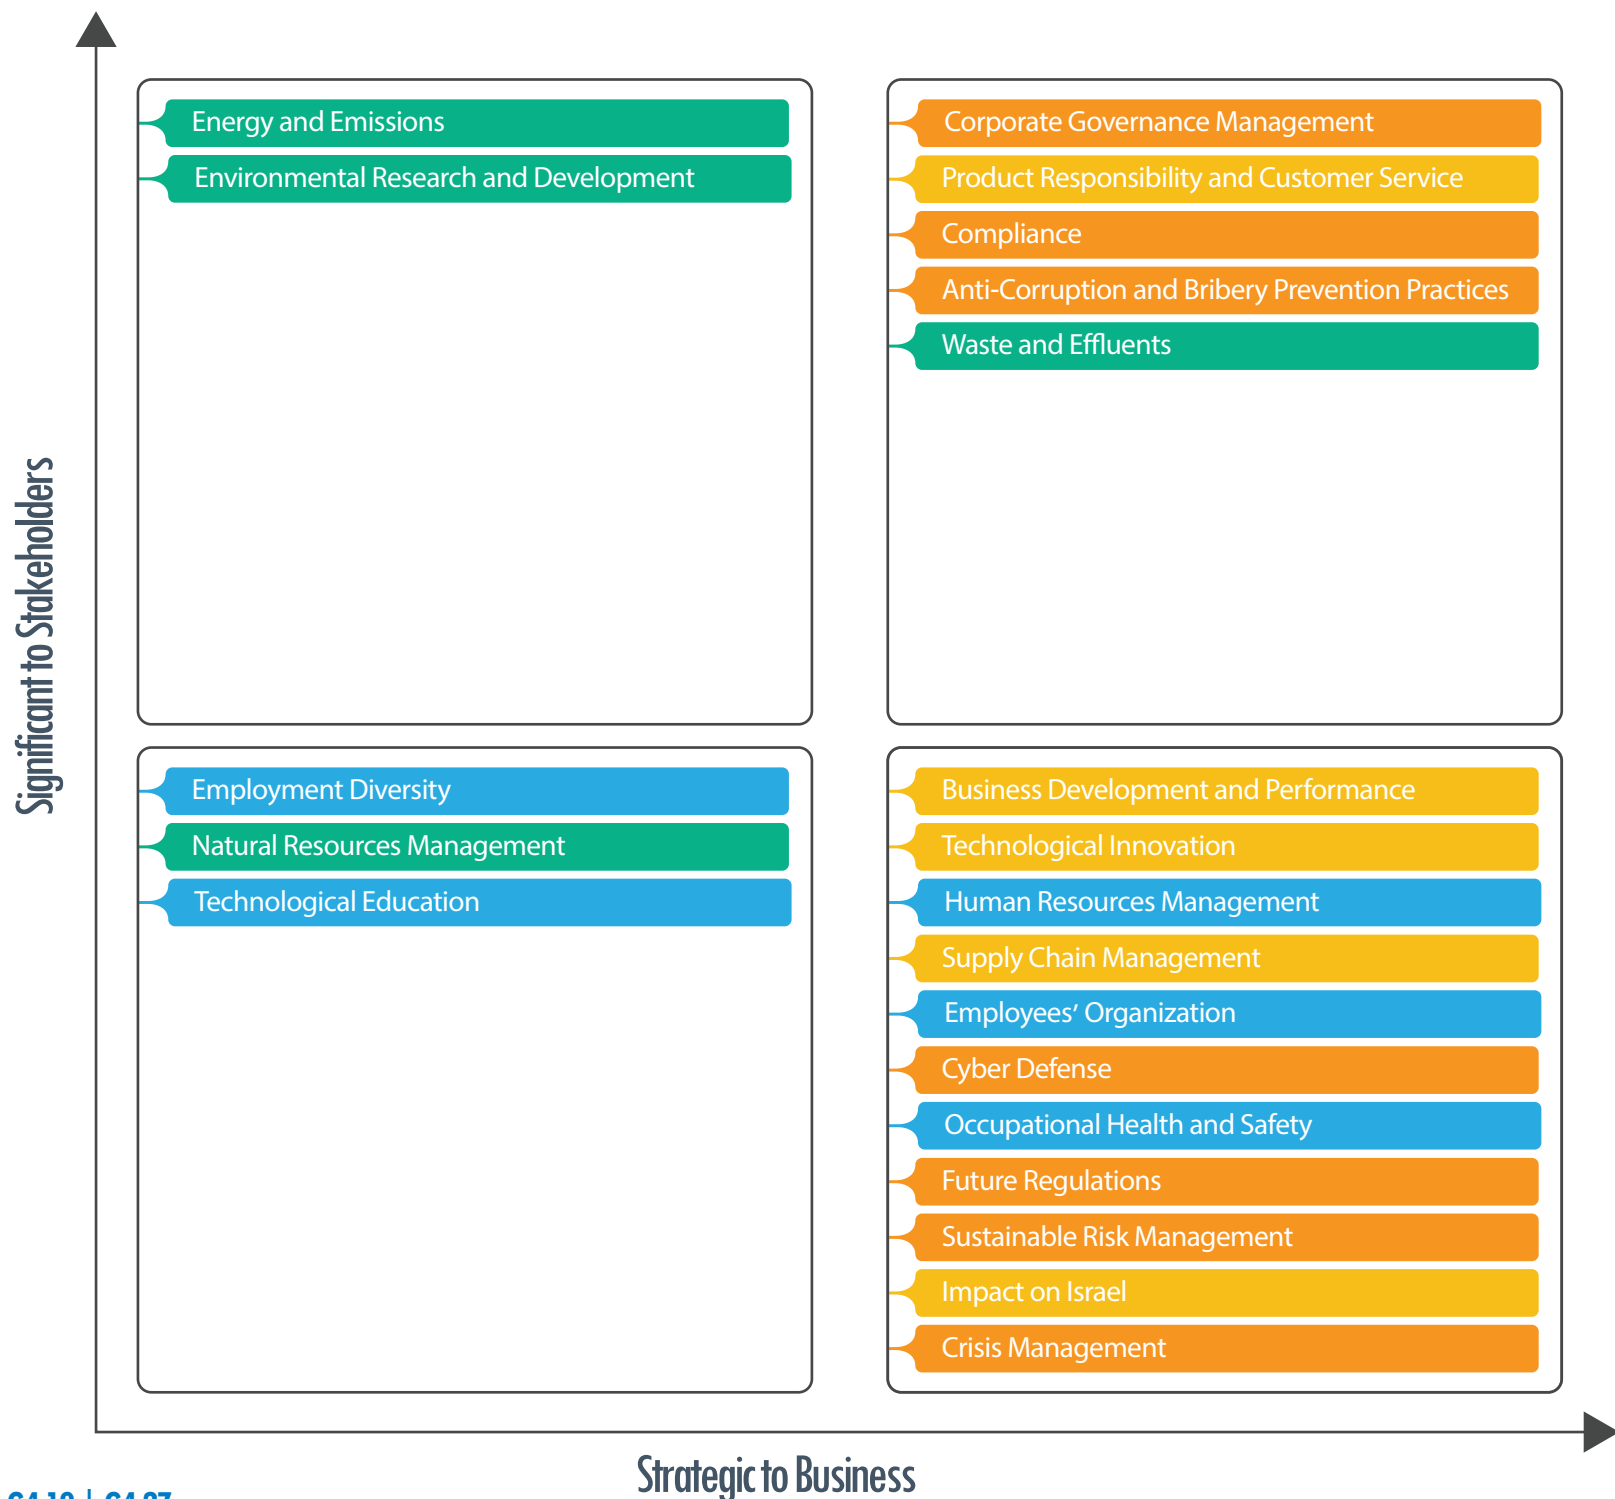 Energy and Emissions
Environmental Research and Development
Corporate Governance Management
Product Responsibility and Customer Service
Compliance
Anti-Corruption and Bribery Prevention Practices
Waste and Effluents
Significant to Stakeholders
Employment Diversity
Natural Resources Management
Technological Education
Business Development and Performance
Technological Innovation
Human Resources Management
Supply Chain Management
Employees’ Organization
Cyber Defense
Occupational Health and Safety
Future Regulations
Sustainable Risk Management
Impact on Israel
Crisis Management
Strategic to Business